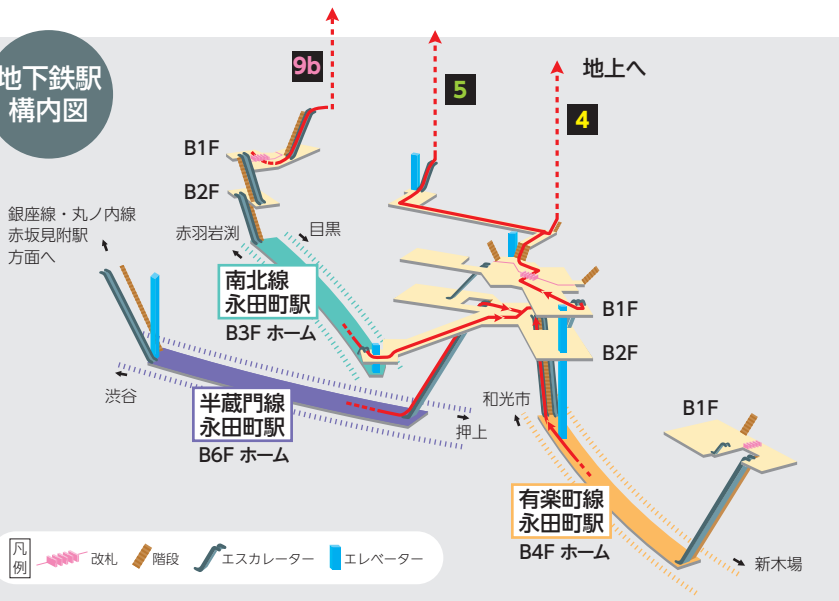 地下鉄駅
構内図
9b
5
4
地上へ
B1F
B2F
銀座線・丸ノ内線
赤坂見附駅
方面へ
赤羽岩渕
目黒
南北線
永田町駅
B3F ホーム
B1F
B2F
渋谷
半蔵門線
永田町駅
B6F ホーム
押上
和光市
B1F
有楽町線
永田町駅
B4F ホーム
新木場
凡例
改札
階段
エスカレーター
エレベーター